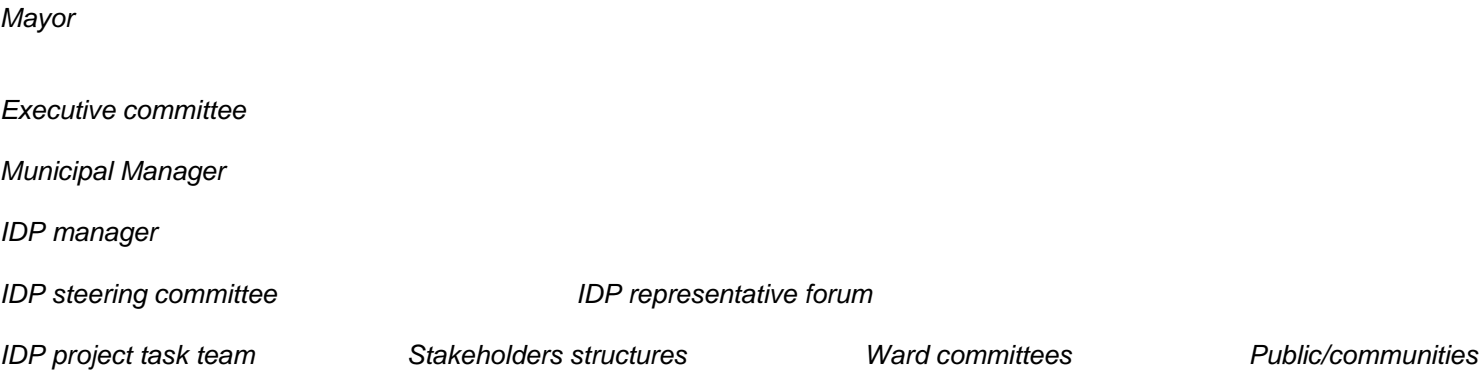 Mayor
Executive committee
Municipal Manager
IDP manager
IDP steering committee IDP representative forum
IDP project task team Stakeholders structures Ward committees Public/communities